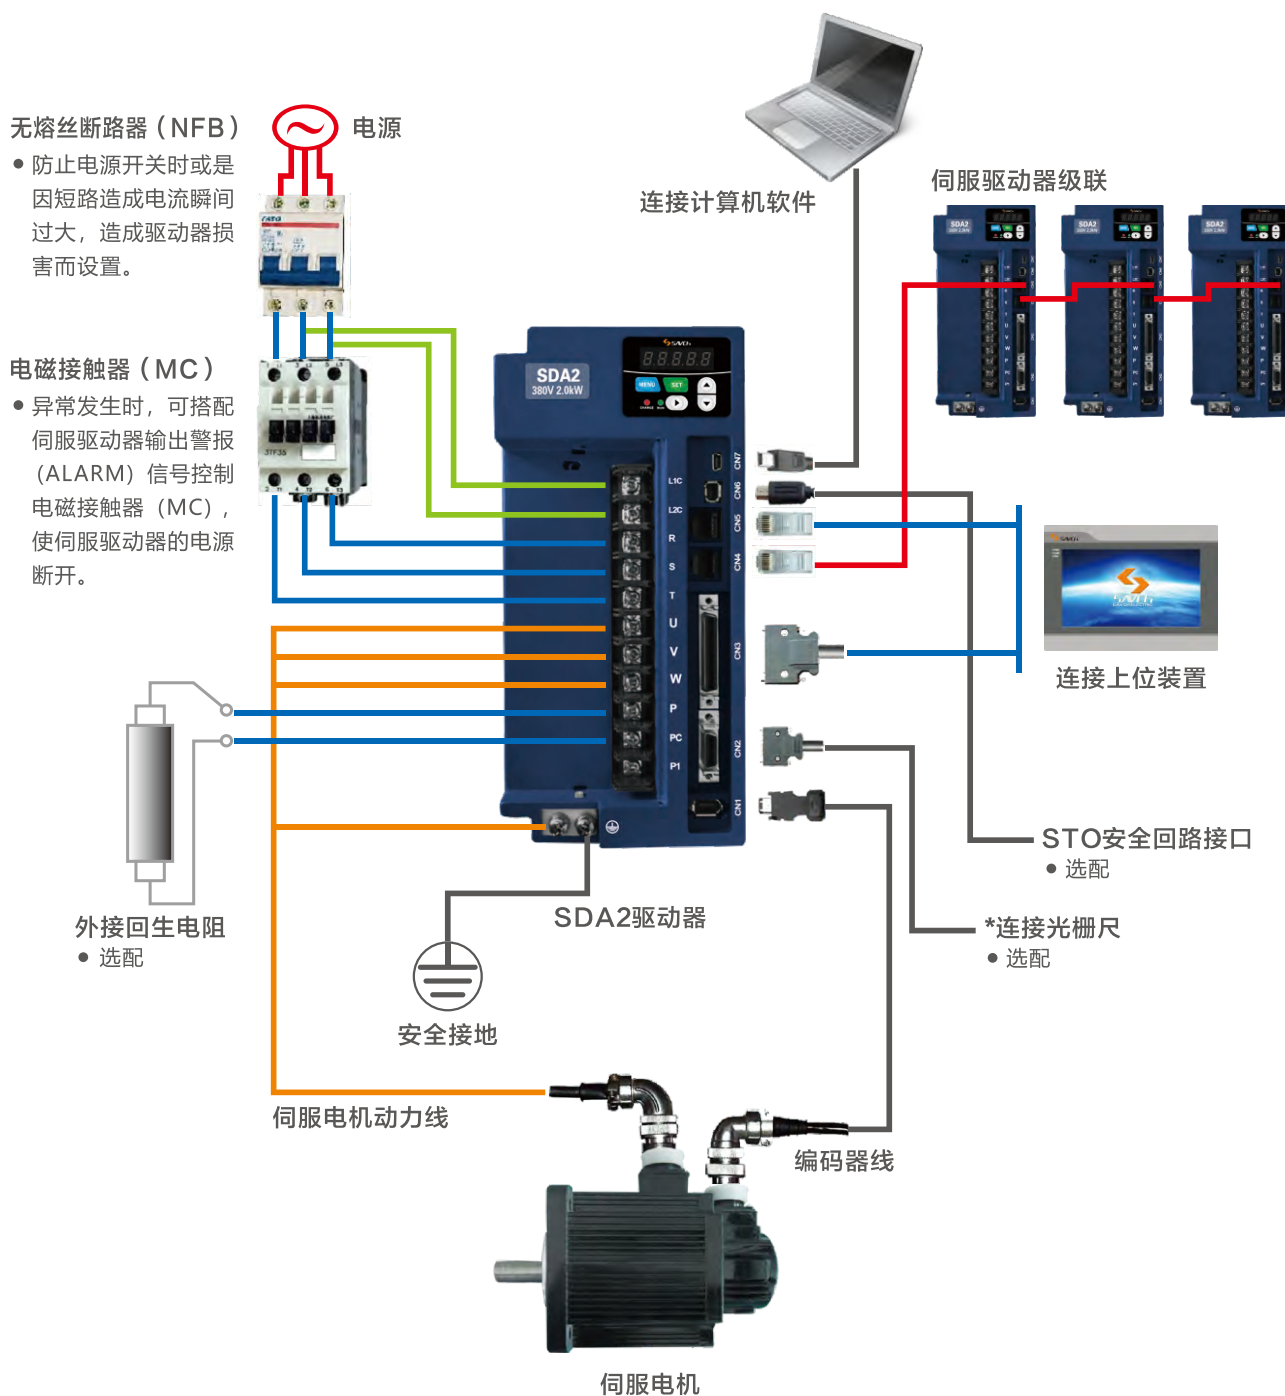 无熔丝断路器（NFB）
● 防止电源开关时或是
因短路造成电流瞬间
过大，造成驱动器损
害而设置。
电源
电磁接触器（MC）
● 异常发生时，可搭配
伺服驱动器输出警报
（ALARM）信号控制
电磁接触器（MC），
使伺服驱动器的电源
断开。
连接计算机软件
伺服驱动器级联
SDA2
SDA2
SDA2
SDA2
380V 2.0kW
MENU
SET
CHARGE
L1C
L2C
R
S
T
U
V
W
P
PC
P1
CN7
CN6
CN5
CN4
CN3
CN2
CN1
连接上位装置
STO安全回路接口
● 选配
*连接光栅尺
● 选配
外接回生电阻
● 选配
SDA2驱动器
安全接地
伺服电机动力线
编码器线
伺服电机